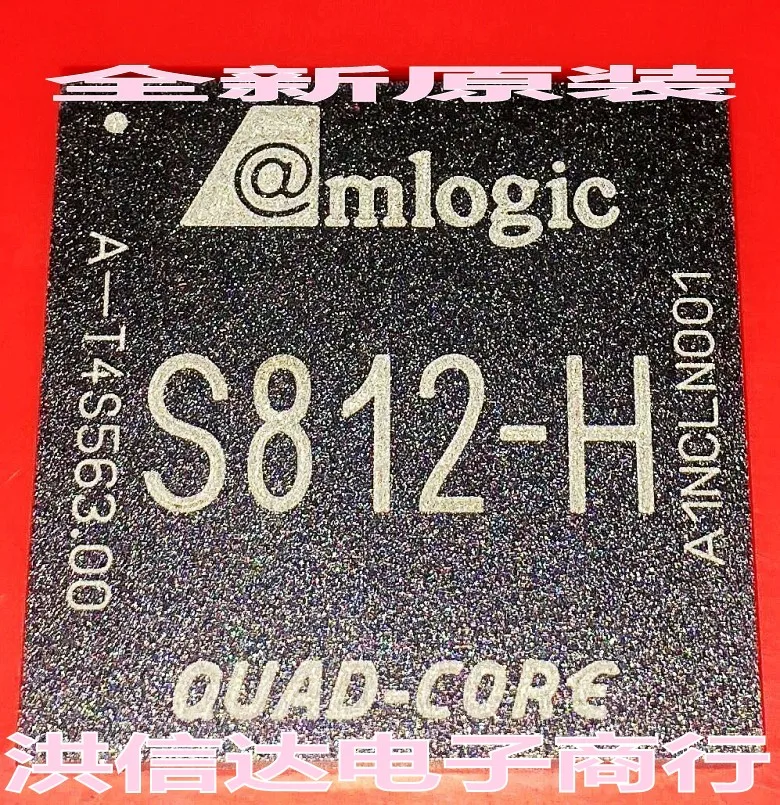 全新原装
@mlogic
A-T4S563.00
S812-H
A1NCLN001
QUAD-CORE
洪信达电子商行